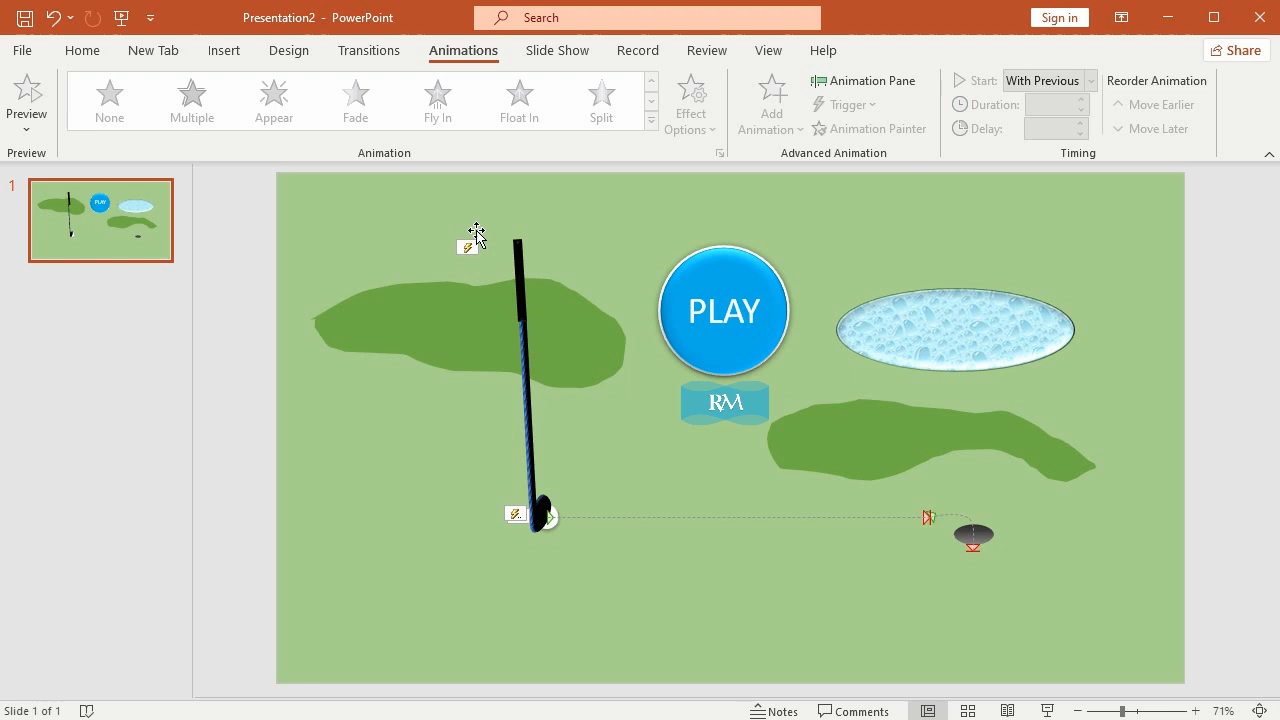 Presentation2 - PowerPoint
Search
Sign in
File
Home
New Tab
Insert
Design
Transitions
Animations
Slide Show
Record
Review
View
Help
Share
Preview
Preview
None
Multiple
Appear
Fade
Fly In
Float In
Split
Effect
Options
Animation
Add
Animation
Animation Pane
Trigger
Animation Painter
Advanced Animation
Start:
With Previous
Duration:
Delay:
Reorder Animation
Move Earlier
Move Later
Timing
1
PLAY
PLAY
RM
Slide 1 of 1
Notes
Comments
71%